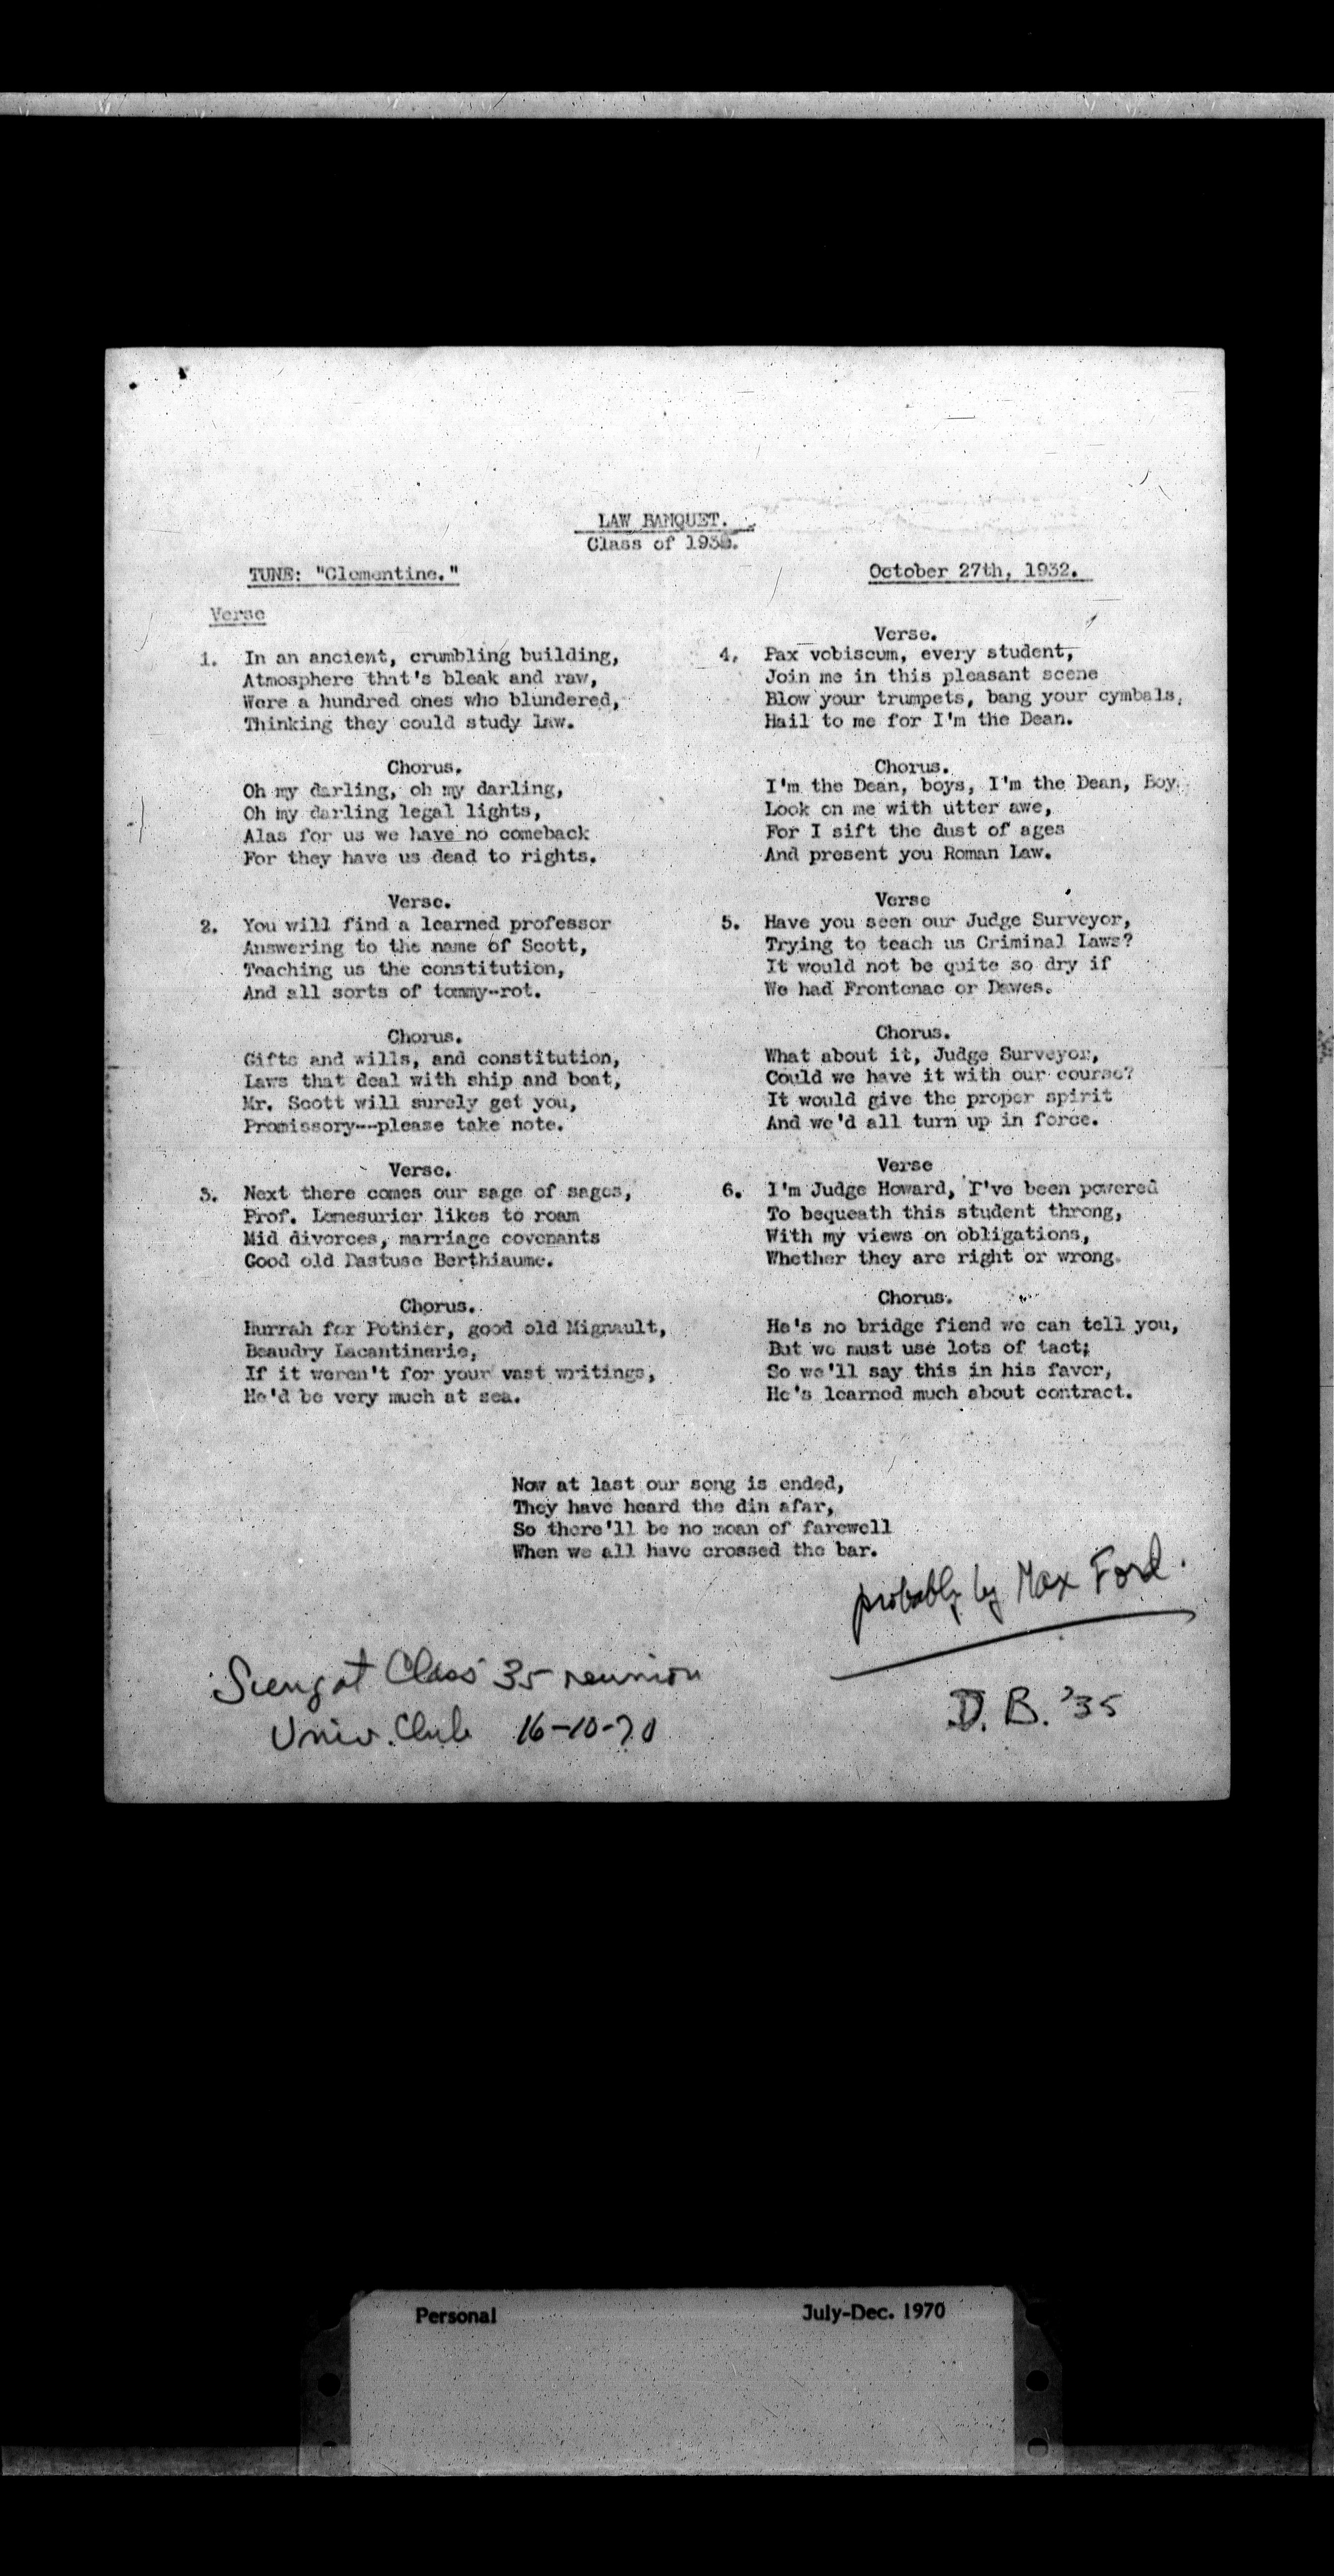 LAW BANQUET.
Class of 193
TUNE: "Clementine."
October 27th, 1932.
Verse
1. In an ancient, crumbling building,
Atmosphere that's bleak and raw,
Were a hundred ones who blundered,
Thinking they could study law.
Chorus.
Oh my darling, oh my darling,
Oh my darling legal lights,
Alas for us we have no comeback
For they have us dead to rights.
Verse.
2. You will find a learned professor
Answering to the name of Scott,
Teaching us the constitution,
And all sorts of tommy-rot.
Chorus.
Gifts and wills, and constitution,
Laws that deal with ship and boat,
Mr. Scott will surely get you,
Promissory--please take note.
Verse.
3. Next there comes our sage of sages,
Prof. Lemesurier likes to roam
Mid divorces, marriage covenants
Good old Dastuse Berthiaume.
Chorus.
Hurrah for Pothier, good old Mignault,
Beaudry Lacantinerie,
If it weren't for your vast writings,
He'd be very much at sea.
Verse.
4. Pax vobiscum, every student,
Join me in this pleasant scene
Blow your trumpets, bang your cymbals,
Hail to me for I'm the Dean.
Chorus.
I'm the Dean, boys, I'm the Dean, Boy,
Look on me with utter awe,
For I sift the dust of ages
And present you Roman Law.
Verse
5. Have you seen our Judge Surveyor,
Trying to teach us Criminal Laws?
It would not be quite so dry if
We had Frontenac or Dawes.
Chorus.
What about it, Judge Surveyor,
Could we have it with our course?
It would give the proper spirit
And we'd all turn up in force.
Verse
6. I'm Judge Howard, I've been powered
To bequeath this student throng,
With my views on obligations,
Whether they are right or wrong.
Chorus.
He's no bridge fiend we can tell you,
But we must use lots of tact;
So we'll say this in his favor,
He's learned much about contract.
Now at last our song is ended,
They have heard the din afar,
So there'll be no moan of farewell
When we all have crossed the bar.
probably by Max Ford.
Sung at Class 35 reunion
Univ. Club 16-10-70
D. B. '35
Personal
July-Dec. 1970